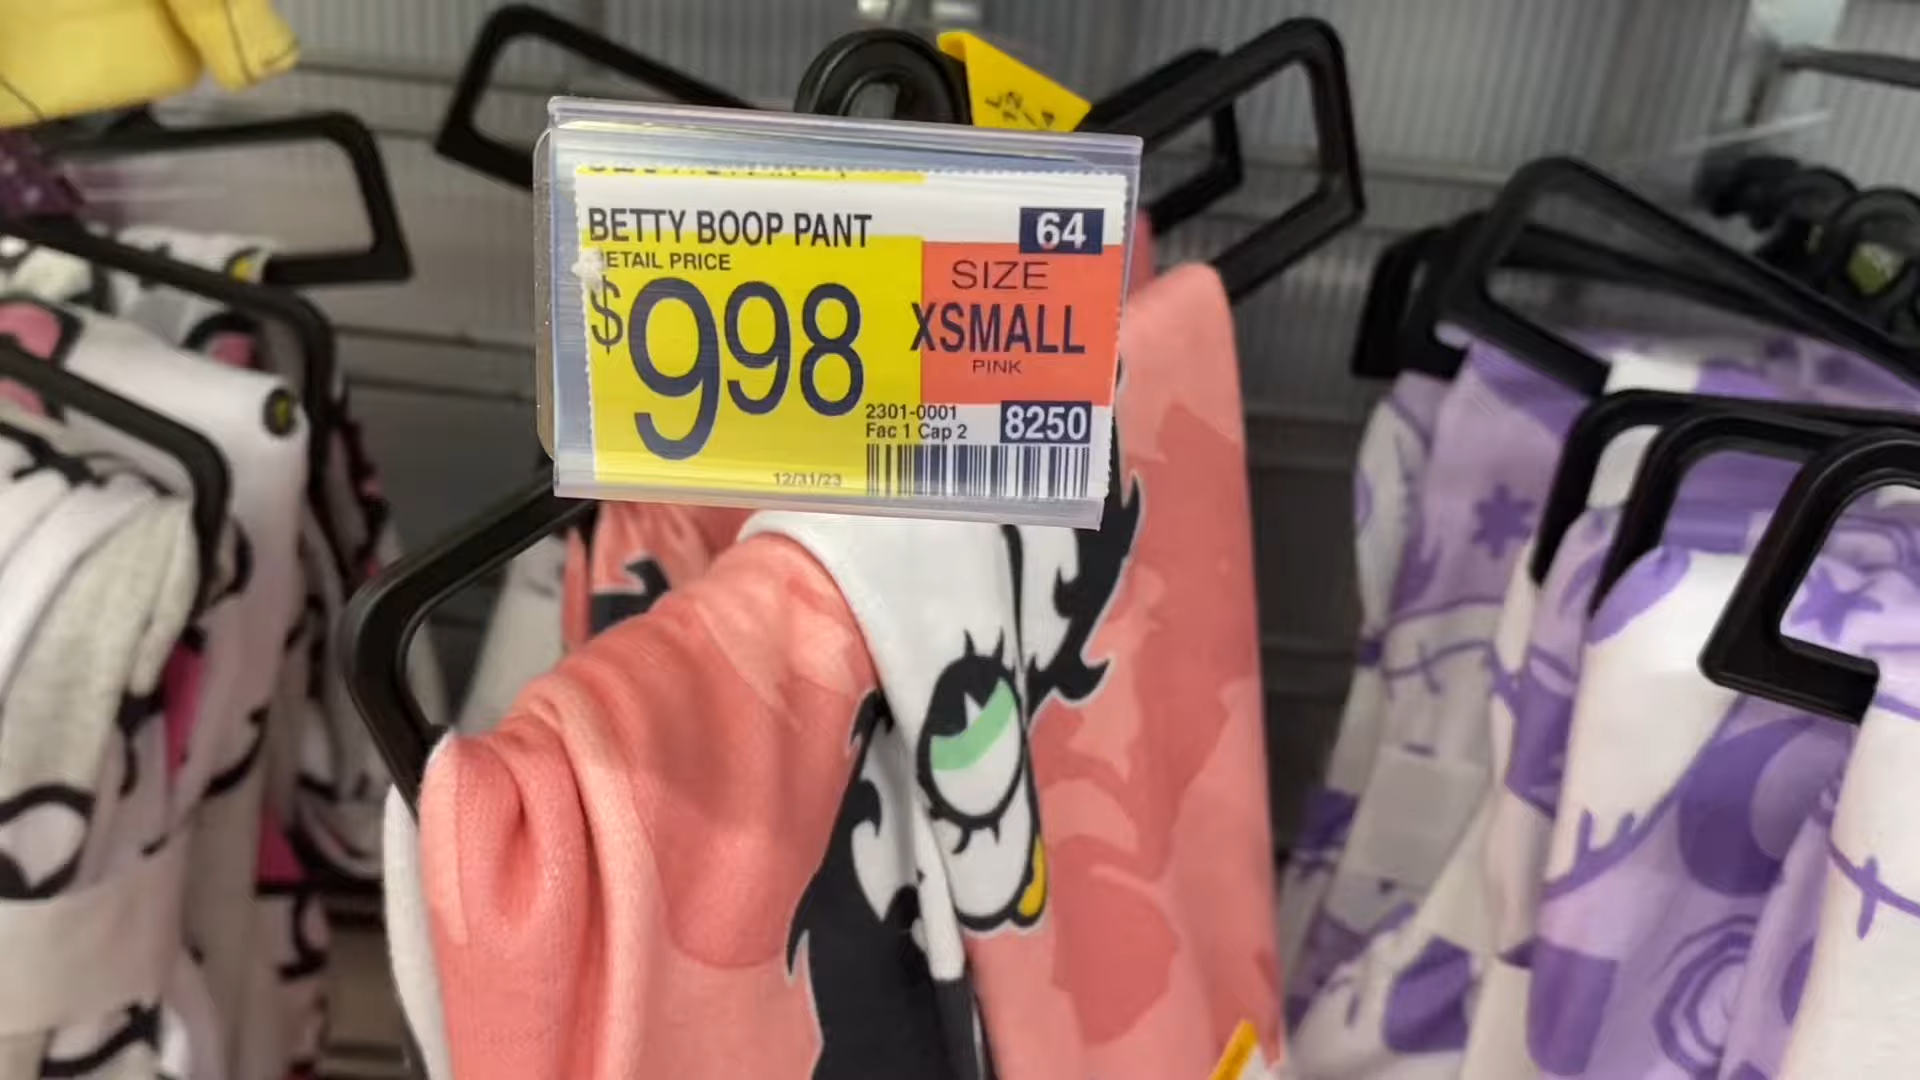 BETTY BOOP PANT
64
ETAIL PRICE
$998
SIZE
XSMALL
PINK
2301-0001
Fac 1 Cap 2
8250
12/31/23